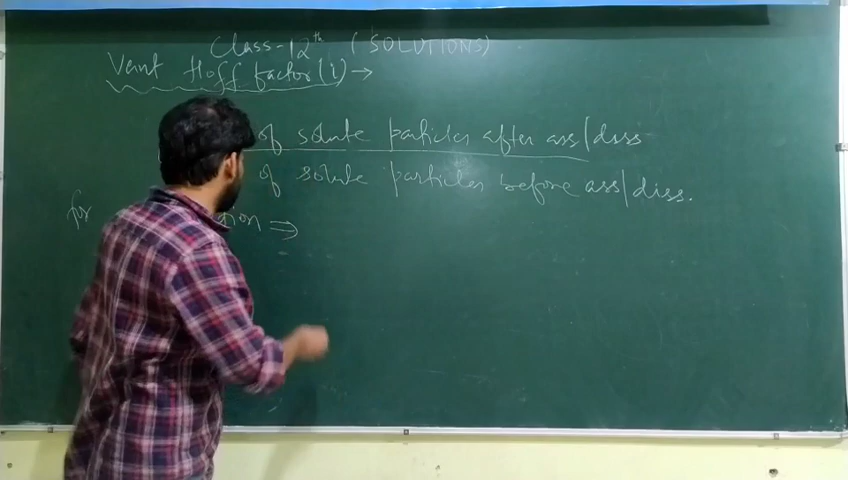 Class-12th (SOLUTIONS)
Vant Hoff factor (i) →
of solute particles after ass/diss
of solute particles before ass/diss.
for tion ⇒